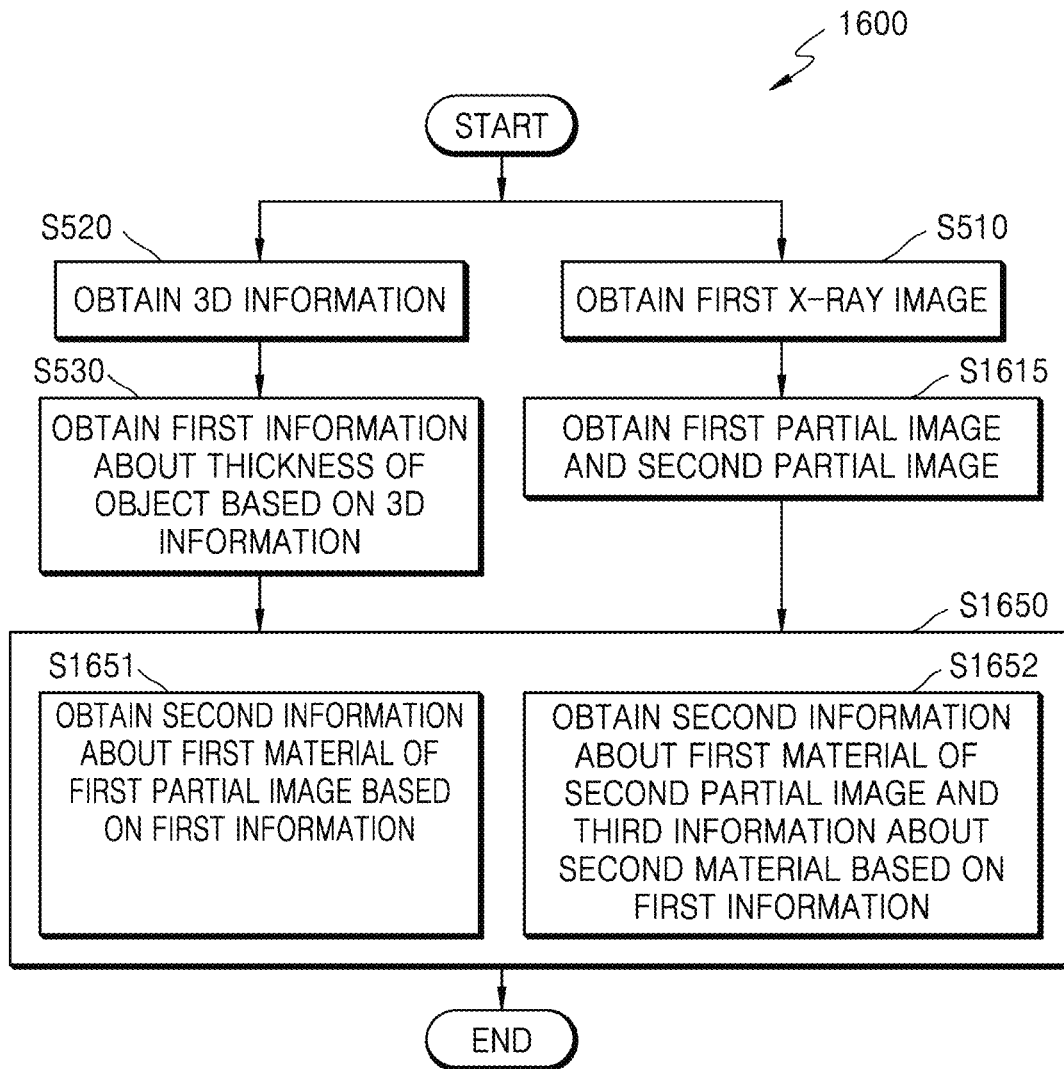 1600
START
S520
OBTAIN 3D INFORMATION
S510
OBTAIN FIRST X-RAY IMAGE
S530
OBTAIN FIRST INFORMATION
ABOUT THICKNESS OF
OBJECT BASED ON 3D
INFORMATION
S1615
OBTAIN FIRST PARTIAL IMAGE
AND SECOND PARTIAL IMAGE
S1650
S1651
OBTAIN SECOND INFORMATION
ABOUT FIRST MATERIAL OF
FIRST PARTIAL IMAGE BASED
ON FIRST INFORMATION
S1652
OBTAIN SECOND INFORMATION
ABOUT FIRST MATERIAL OF
SECOND PARTIAL IMAGE AND
THIRD INFORMATION ABOUT
SECOND MATERIAL BASED ON
FIRST INFORMATION
END